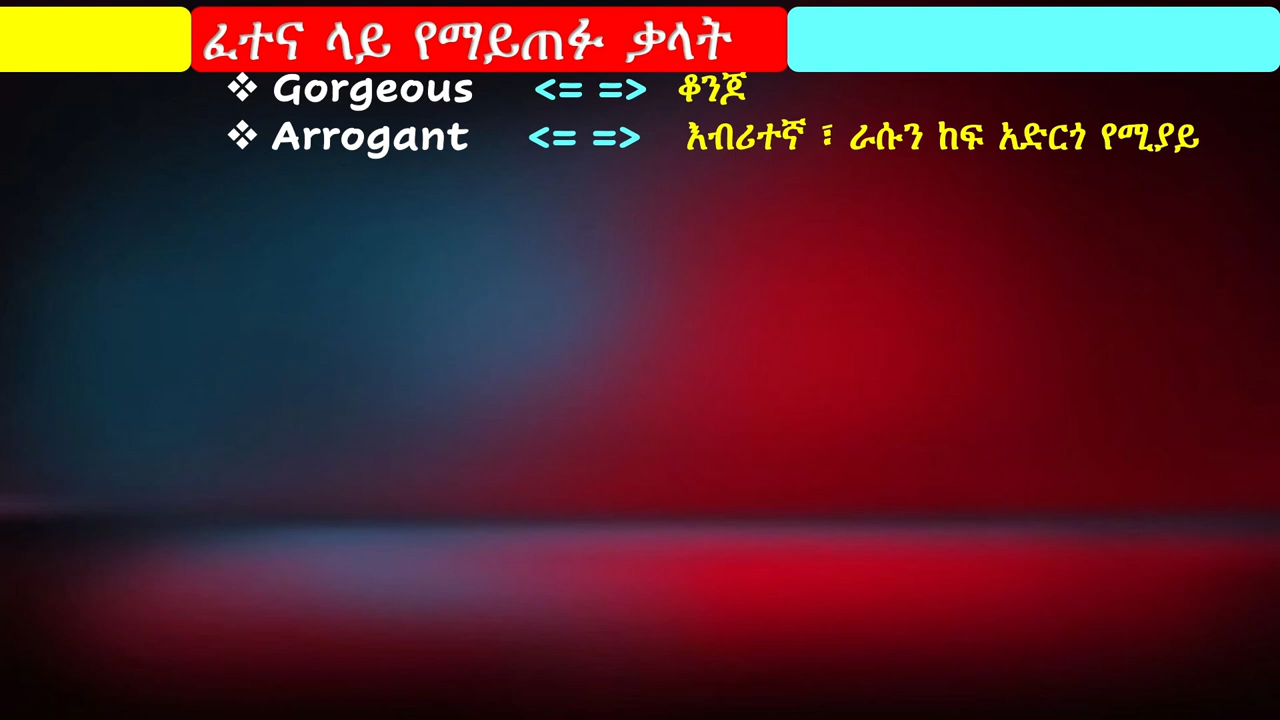 ፈተና ላይ የማይጠፉ ቃላት
❖ Gorgeous <= => ቆንጆ
❖ Arrogant <= => እብሪተኛ ፣ ራሱን ከፍ አድርጎ የሚያይ